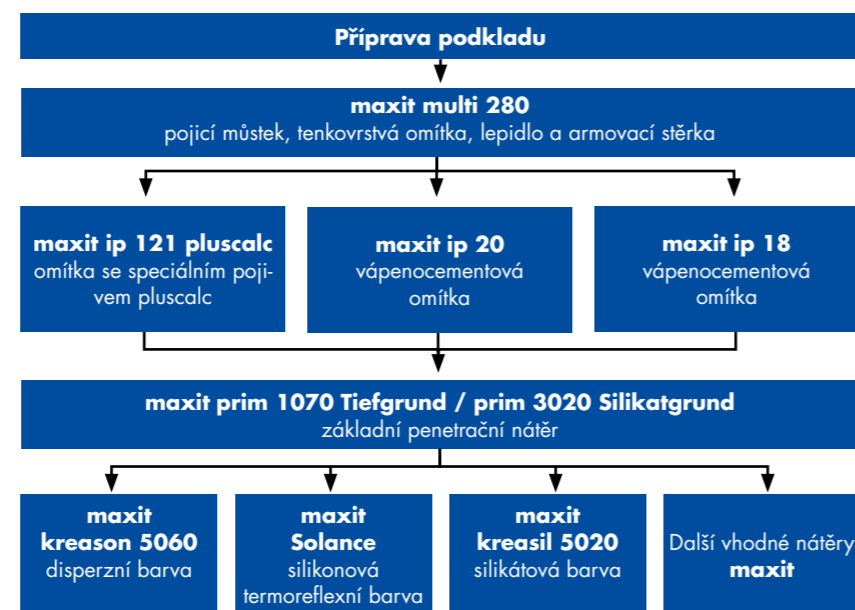 Příprava podkladu
maxit multi 280
pojicí můstek, tenkovrstvá omítka, lepidlo a armovací stěrka
maxit ip 121 pluscalc
omítka se speciálním poji-
vem pluscalc
maxit ip 20
vápenocementová
omítka
maxit ip 18
vápenocementová
omítka
maxit prim 1070 Tiefgrund / prim 3020 Silikatgrund
základní penetrační nátěr
maxit
kreason 5060
disperzní barva
maxit
Solance
silikonová
termoreflexní barva
maxit
kreasil 5020
silikátová barva
Další vhodné nátěry
maxit